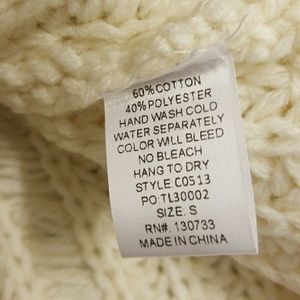 60% COTTON
40% POLYESTER
HAND WASH COLD
WATER SEPARATELY
COLOR WILL BLEED
NO BLEACH
HANG TO DRY
STYLE: C0513
PO: TL30002
SIZE: S
RN#: 130733
MADE IN CHINA